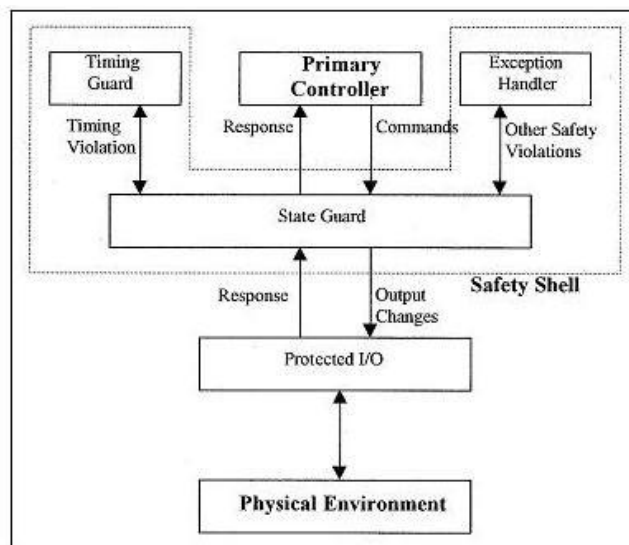 Timing
Guard
Primary
Controller
Exception
Handler
Timing
Violation
Response
Commands
Other Safety
Violations
State Guard
Safety Shell
Response
Output
Changes
Protected I/O
Physical Environment